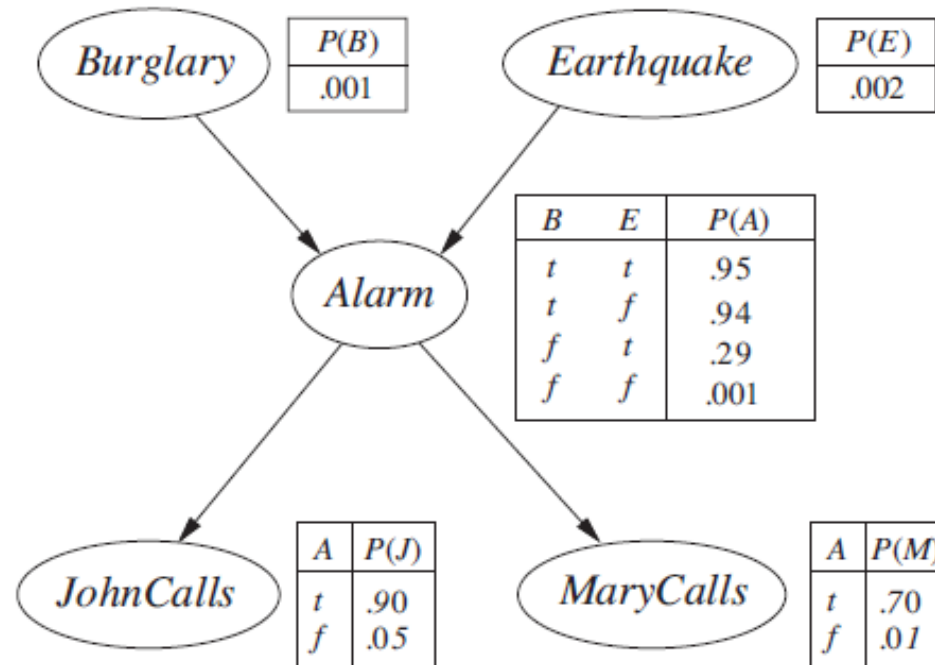 Burglary
P(B)
.001
Earthquake
P(E)
.002
Alarm
B E P(A)
t t .95
t f .94
f t .29
f f .001
JohnCalls
A P(J)
t .90
f .05
MaryCalls
A P(M)
t .70
f .01